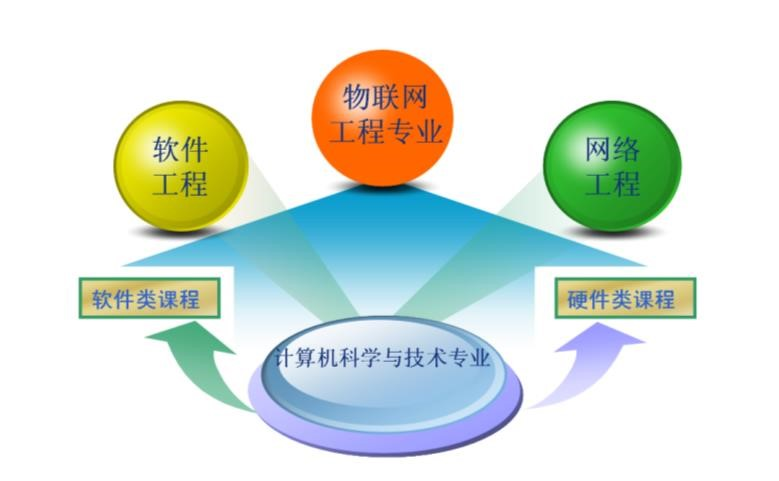 物联网
工程专业
软件
工程
网络
工程
软件类课程
硬件类课程
计算机科学与技术专业